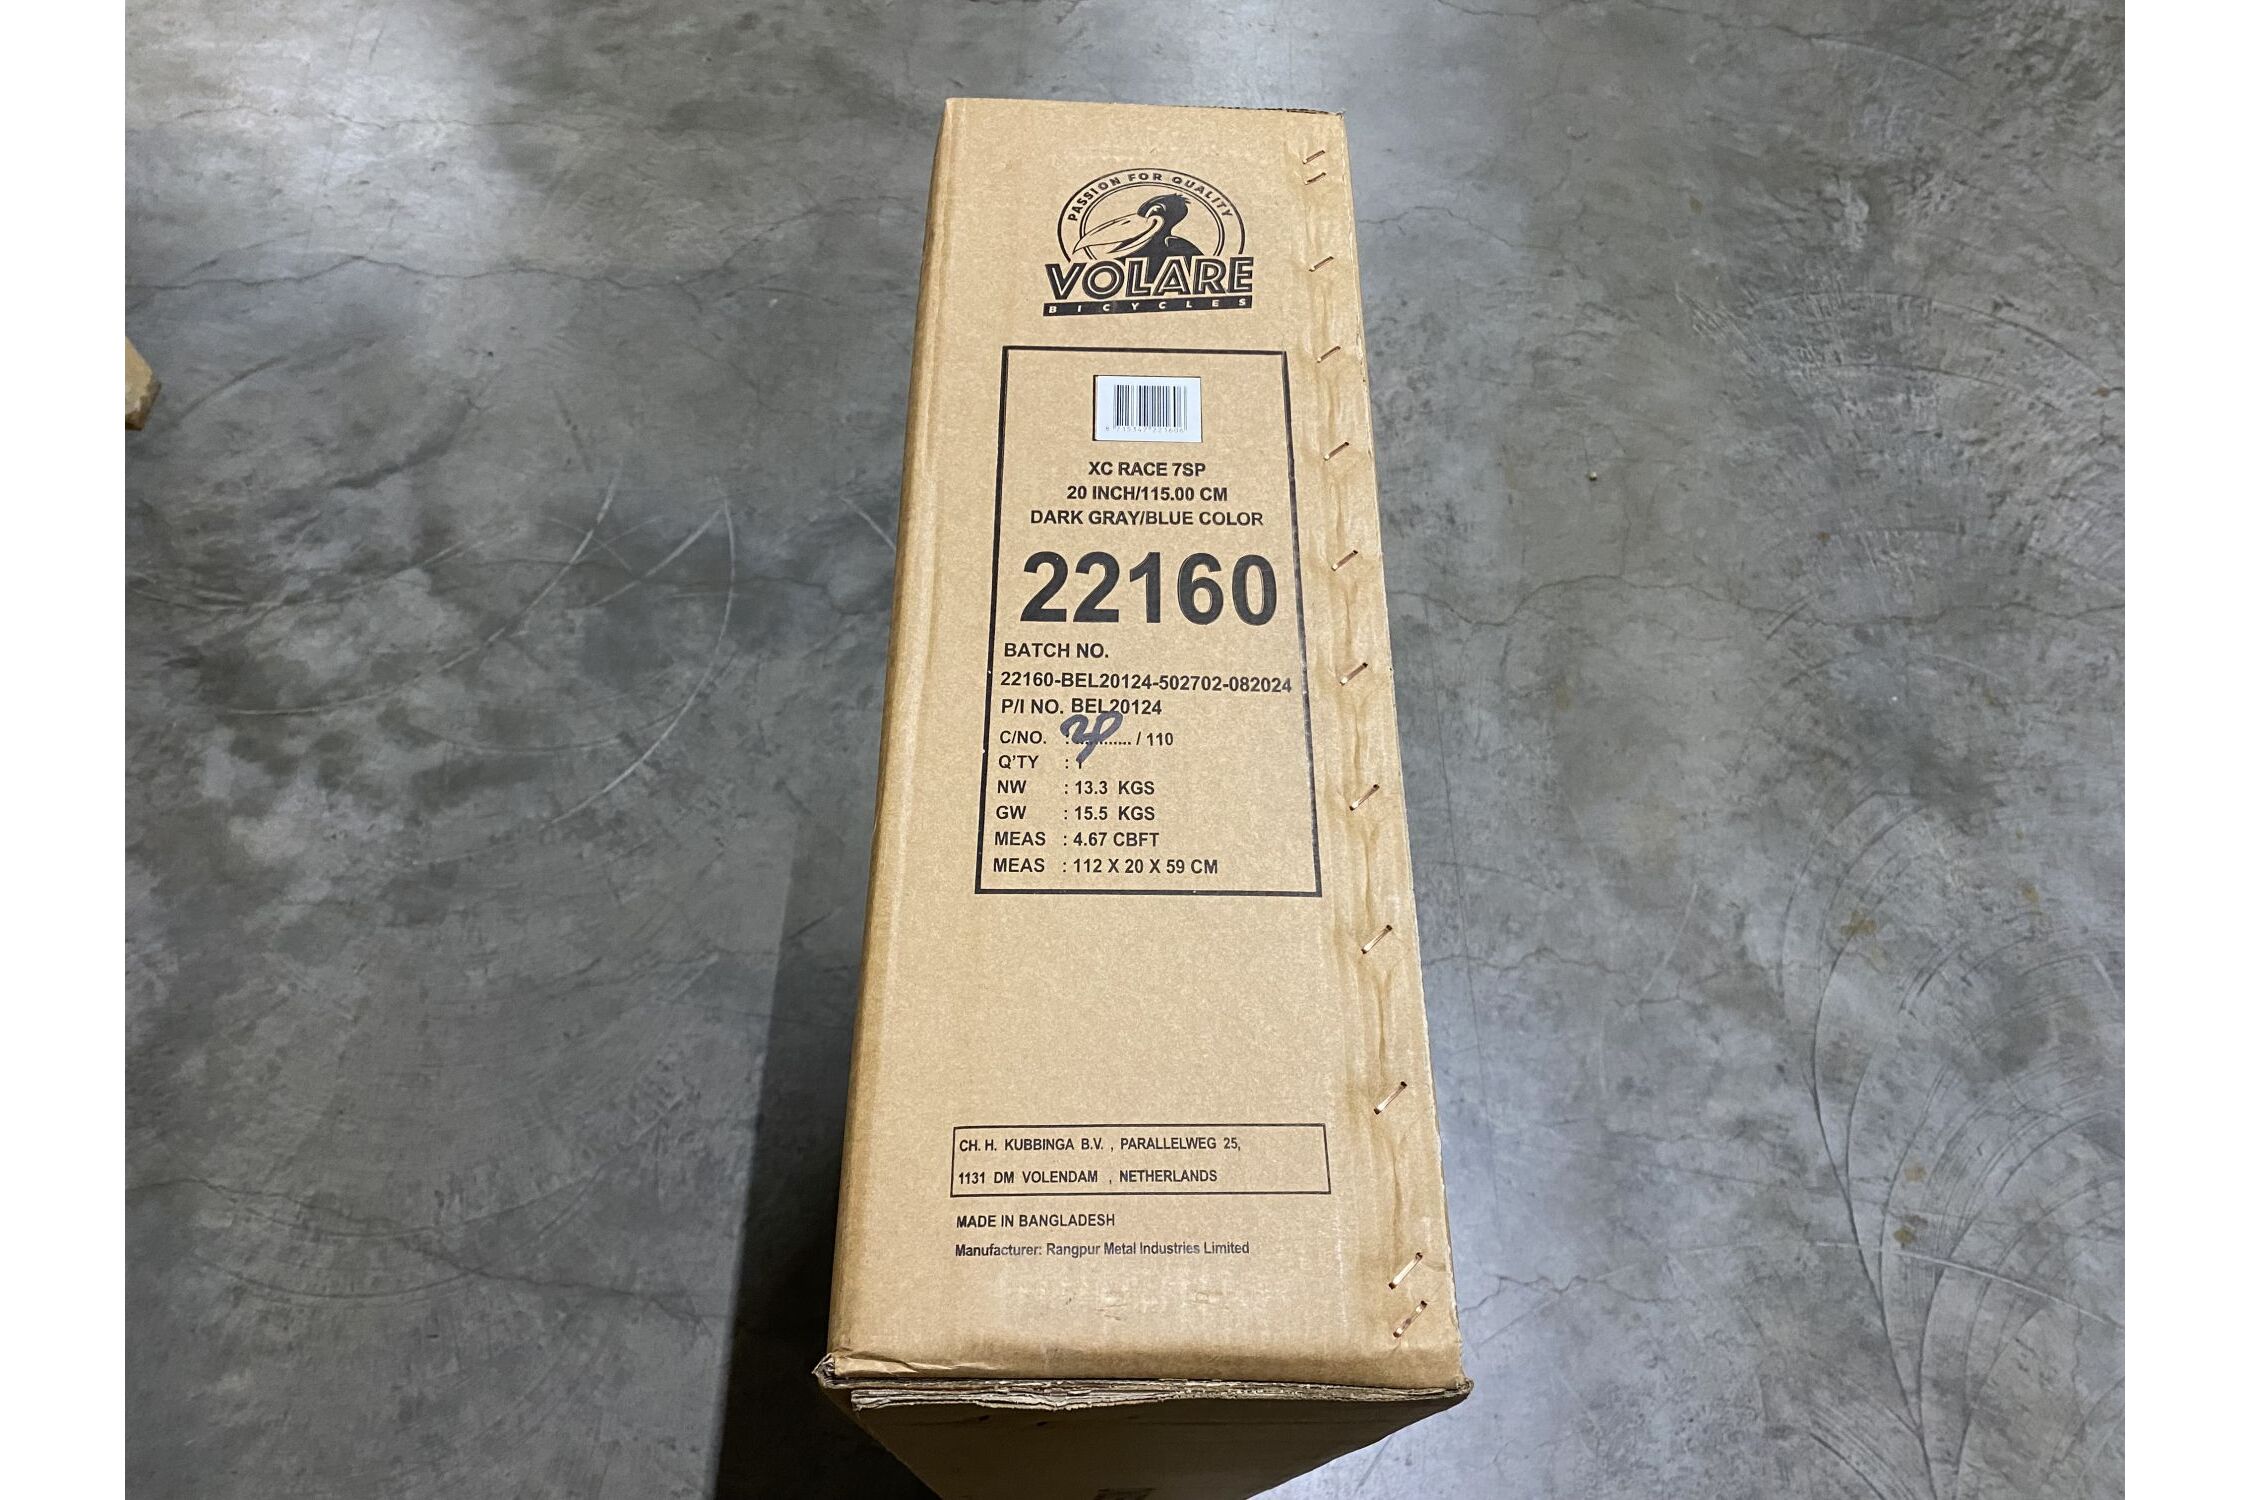 PASSION FOR QUALITY
VOLARE
BICYCLES
XC RACE 7SP
20 INCH/115.00 CM
DARK GRAY/BLUE COLOR
22160
BATCH NO.
22160-BEL20124-502702-082024
P/I NO. BEL20124
C/NO. : ............ / 110
Q'TY : 1
NW : 13.3 KGS
GW : 15.5 KGS
MEAS : 4.67 CBFT
MEAS : 112 X 20 X 59 CM
CH. H. KUBBINGA B.V. , PARALLELWEG 25,
1131 DM VOLENDAM , NETHERLANDS
MADE IN BANGLADESH
Manufacturer: Rangpur Metal Industries Limited